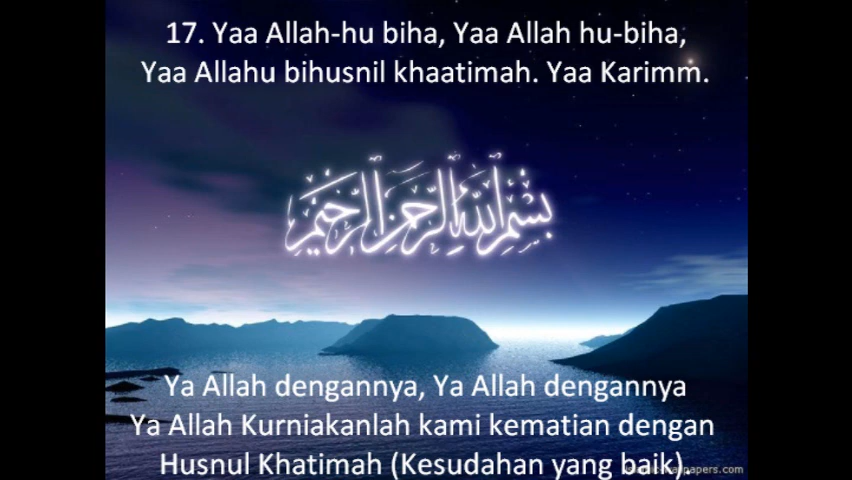 17. Yaa Allah-hu biha, Yaa Allah hu-biha,
Yaa Allahu bihusnil khaatimah. Yaa Karimm.
بسم الله الرحمن الرحيم
Ya Allah dengannya, Ya Allah dengannya
Ya Allah Kurniakanlah kami kematian dengan
Husnul Khatimah (Kesudahan yang baik).